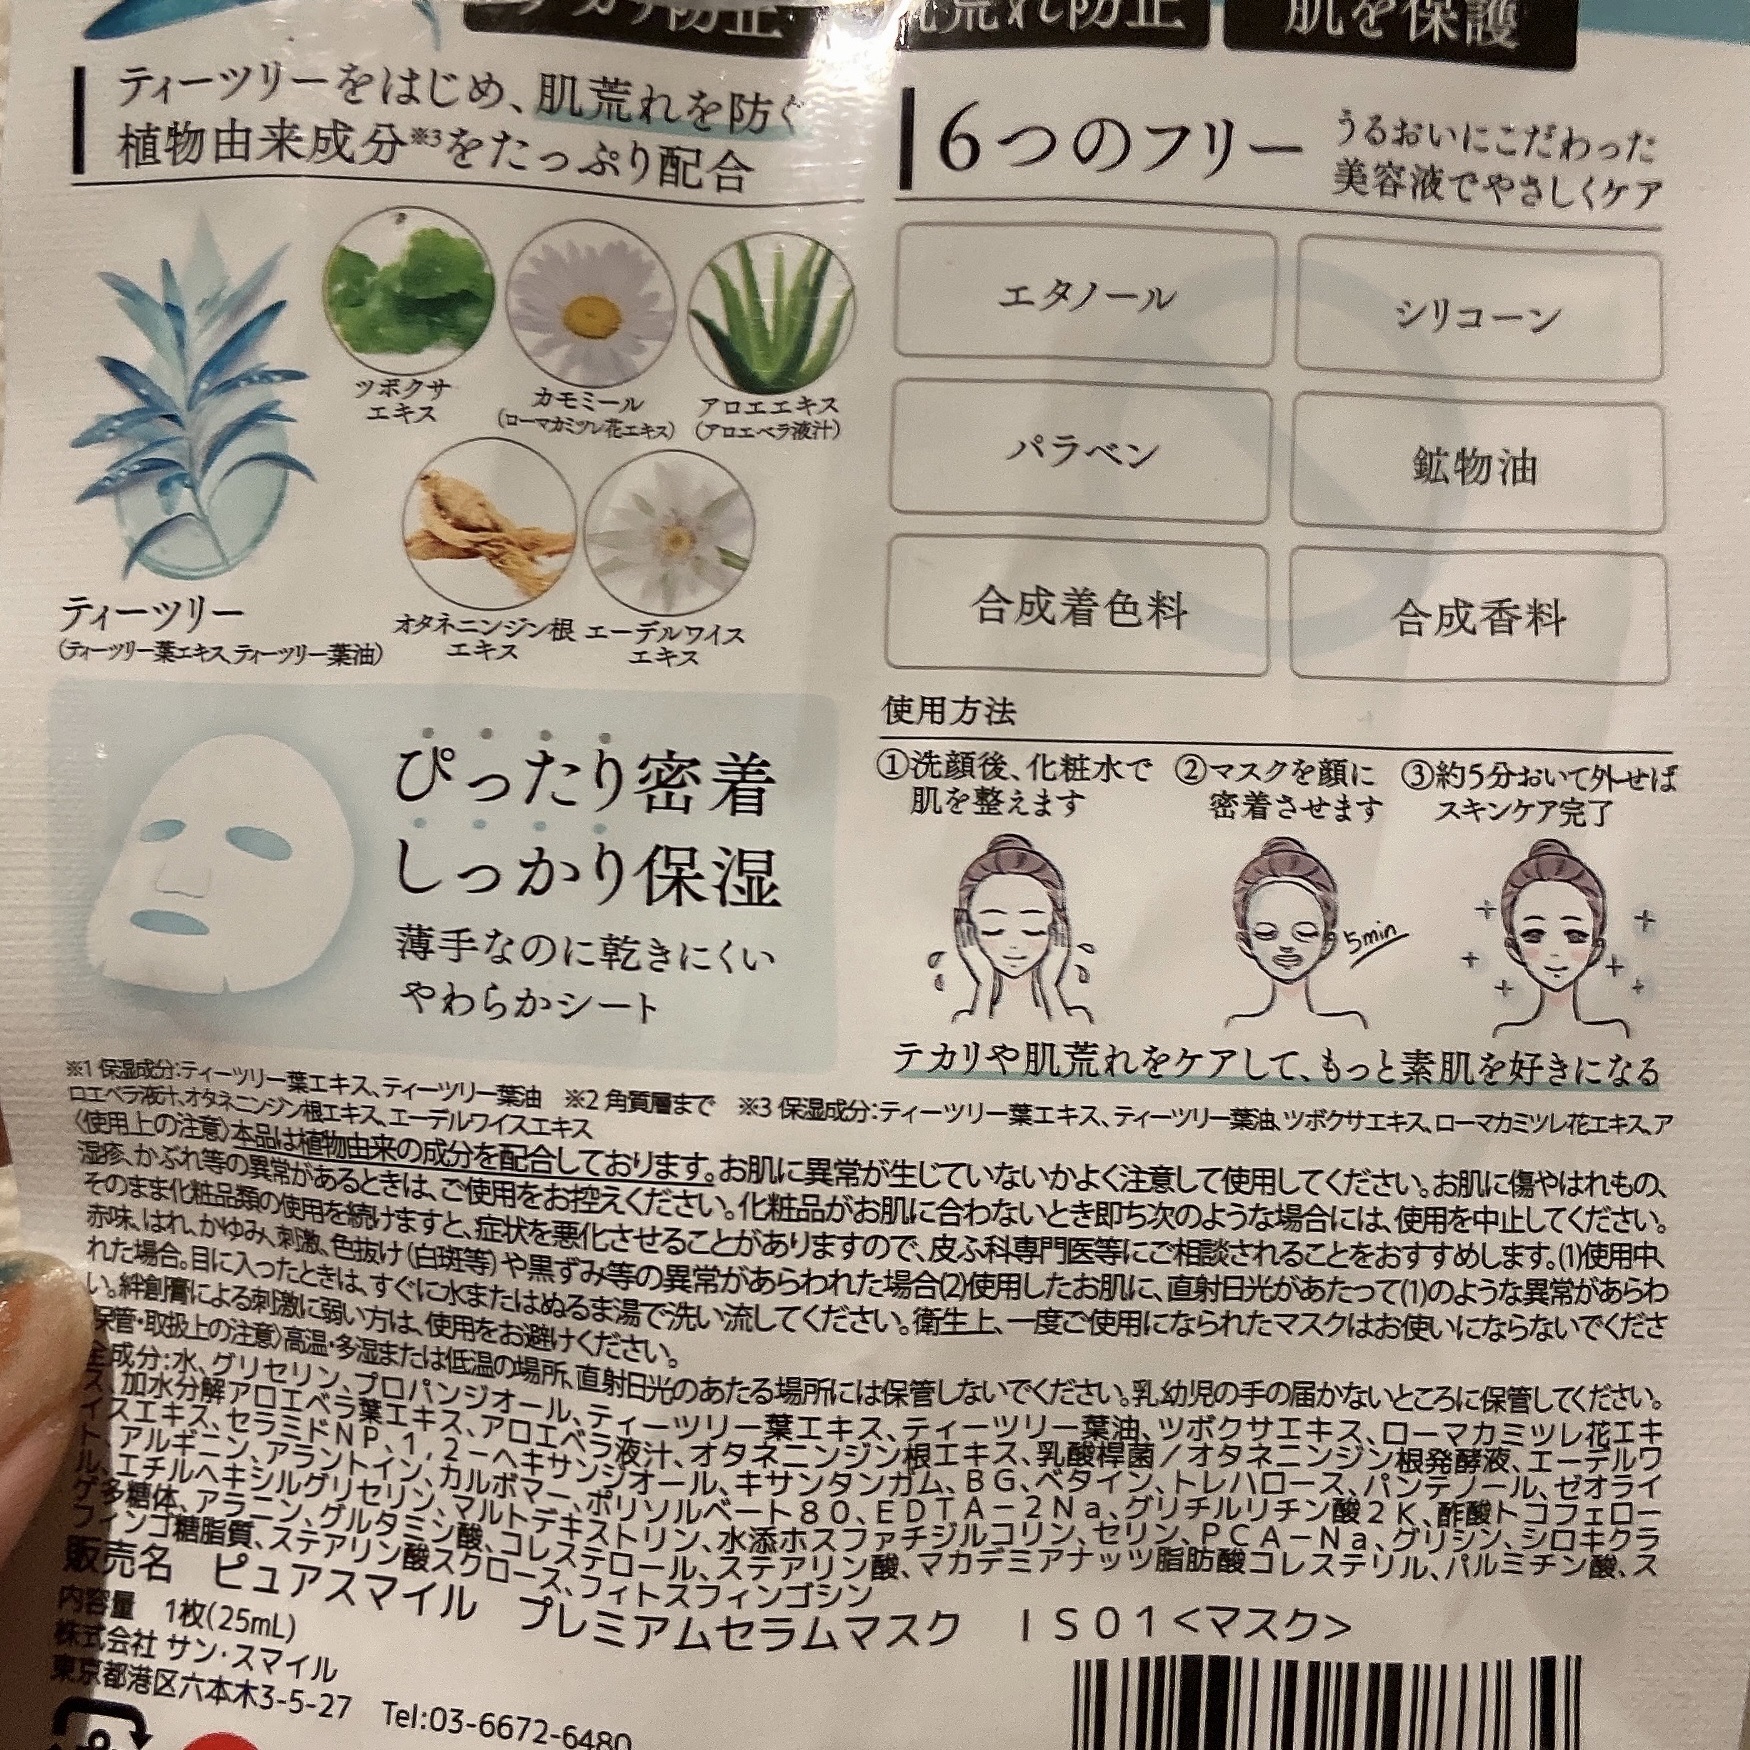 テカリ防止
肌荒れ防止
肌を保護
ティーツリーをはじめ、肌荒れを防ぐ
植物由来成分※3をたっぷり配合
ツボクサ
エキス
カモミール
(ローマカミツレ花エキス)
アロエエキス
(アロエベラ液汁)
ティーツリー
(ティーツリー葉エキス、ティーツリー葉油)
オタネニンジン根
エキス
エーデルワイス
エキス
6つのフリー
うるおいにこだわった
美容液でやさしくケア
エタノール
シリコーン
パラベン
鉱物油
合成着色料
合成香料
ぴったり密着
しっかり保湿
薄手なのに乾きにくい
やわらかシート
使用方法
①洗顔後、化粧水で
肌を整えます
②マスクを顔に
密着させます
③約5分おいて外せば
スキンケア完了
5min
テカリや肌荒れをケアして、もっと素肌を好きになる
※1 保湿成分:ティーツリー葉エキス、ティーツリー葉油 ※2 角質層まで ※3 保湿成分:ティーツリー葉エキス、ティーツリー葉油、ツボクサエキス、ローマカミツレ花エキス、ア
ロエベラ液汁、オタネニンジン根エキス、エーデルワイスエキス
〈使用上の注意〉本品は植物由来の成分を配合しております。お肌に異常が生じていないかよく注意して使用してください。お肌に傷やはれもの、
湿疹、かぶれ等の異常があるときは、ご使用をお控えください。化粧品がお肌に合わないとき即ち次のような場合には、使用を中止してください。
そのまま化粧品類の使用を続けますと、症状を悪化させることがありますので、皮ふ科専門医等にご相談されることをおすすめします。(1)使用中、
赤味、はれ、かゆみ、刺激、色抜け(白斑等)や黒ずみ等の異常があらわれた場合(2)使用したお肌に、直射日光があたって(1)のような異常があらわ
れた場合。目に入ったときは、すぐに水またはぬるま湯で洗い流してください。衛生上、一度ご使用になられたマスクはお使いにならないでくださ
い。絆創膏による刺激に弱い方は、使用をお避けください。
保管・取扱上の注意〉高温・多湿または低温の場所、直射日光のあたる場所には保管しないでください。乳幼児の手の届かないところに保管してください。
全成分:水、グリセリン、プロパンジオール、ティーツリー葉エキス、ティーツリー葉油、ツボクサエキス、ローマカミツレ花エキ
ス、加水分解アロエベラ葉エキス、アロエベラ液汁、オタネニンジン根エキス、乳酸桿菌/オタネニンジン根発酵液、エーデルワ
イスエキス、セラミドNP、1,2-ヘキサンジオール、キサンタンガム、BG、ベタイン、トレハロース、パンテノール、ゼオライ
ト、アルギニン、アラントイン、カルボマー、ポリソルベート80、EDTA-2Na、グリチルリチン酸2K、酢酸トコフェロー
ル、エチルヘキシルグリセリン、マルトデキストリン、水添ホスファチジルコリン、セリン、PCA-Na、グリシン、シロキクラ
ゲ多糖体、アラニン、グルタミン酸、コレステロール、ステアリン酸、マカデミアナッツ脂肪酸コレステリル、パルミチン酸、ス
フィンゴ糖脂質、ステアリン酸スクロース、フィトスフィンゴシン
販売名 ピュアスマイル プレミアムセラムマスク IS01<マスク>
内容量 1枚(25mL)
株式会社 サン・スマイル
東京都港区六本木3-5-27 Tel:03-6672-6480